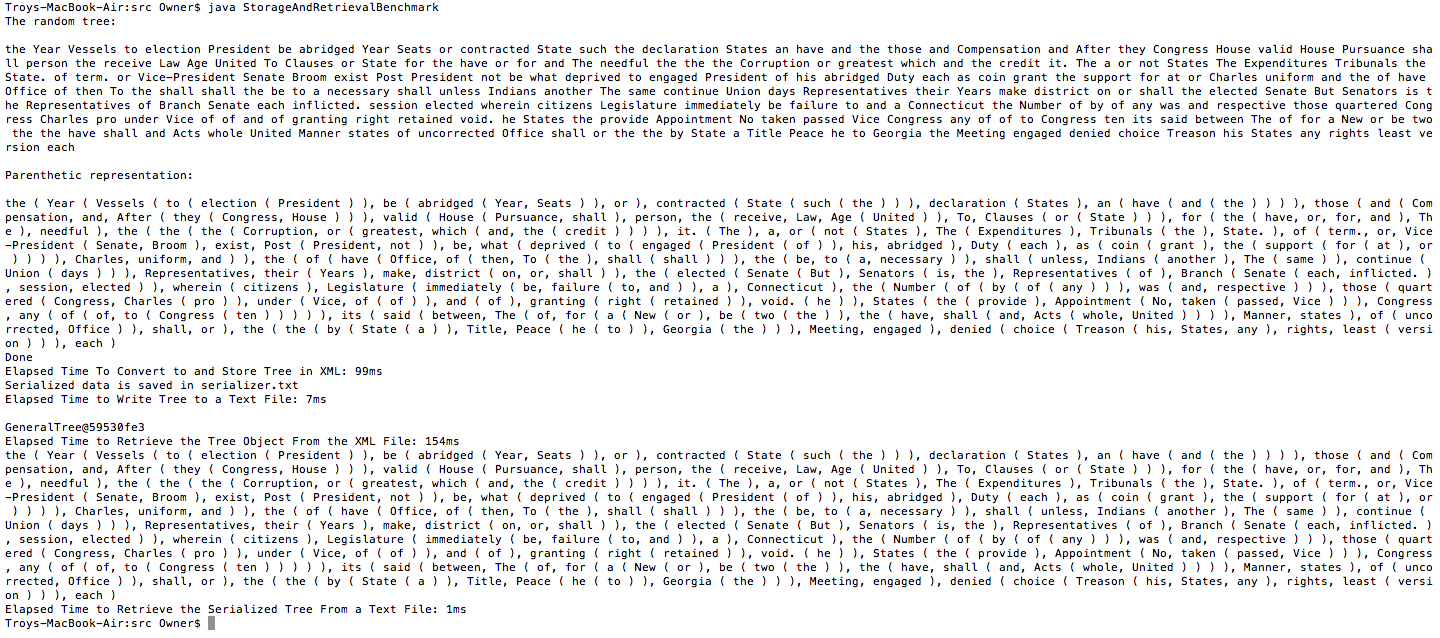 Troys-MacBook-Air:src Owner$ java StorageAndRetrievalBenchmark
The random tree:
the Year Vessels to election President be abridged Year Seats or contracted State such the declaration States an have and the those and Compensation and After they Congress House valid House Pursuance sha
ll person the receive Law Age United To Clauses or State for the have or for and The needful the the the Corruption or greatest which and the credit it. The a or not States The Expenditures Tribunals the
State. of term. or Vice-President Senate Broom exist Post President not be what deprived to engaged President of his abridged Duty each as coin grant the support for at or Charles uniform and the of have
Office of then To the shall shall the be to a necessary shall unless Indians another The same continue Union days Representatives their Years make district on or shall the elected Senate But Senators is t
he Representatives of Branch Senate each inflicted. session elected wherein citizens Legislature immediately be failure to and a Connecticut the Number of by of any was and respective those quartered Cong
ress Charles pro under Vice of of and of granting right retained void. he States the provide Appointment No taken passed Vice Congress any of of to Congress ten its said between The of for a New or be two
 the the have shall and Acts whole United Manner states of uncorrected Office shall or the the by State a Title Peace he to Georgia the Meeting engaged denied choice Treason his States any rights least ve
rsion each
Parenthetic representation:
the ( Year ( Vessels ( to ( election ( President ) ), be ( abridged ( Year, Seats ) ), or ), contracted ( State ( such ( the ) ) ), declaration ( States ), an ( have ( and ( the ) ) ) ), those ( and ( Com
pensation, and, After ( they ( Congress, House ) ) ), valid ( House ( Pursuance, shall ), person, the ( receive, Law, Age ( United ) ), To, Clauses ( or ( State ) ) ), for ( the ( have, or, for, and ), Th
e ), needful ), the ( the ( the ( Corruption, or ( greatest, which ( and, the ( credit ) ) ) ), it. ( The ), a, or ( not ( States ), The ( Expenditures ), Tribunals ( the ), State. ), of ( term., or, Vice
-President ( Senate, Broom ), exist, Post ( President, not ) ), be, what ( deprived ( to ( engaged ( President ( of ) ), his, abridged ), Duty ( each ), as ( coin ( grant ), the ( support ( for ( at ), or
 ) ) ) ), Charles, uniform, and ) ), the ( of ( have ( Office, of ( then, To ( the ), shall ( shall ) ) ), the ( be, to ( a, necessary ) ), shall ( unless, Indians ( another ), The ( same ) ), continue (
Union ( days ) ) ), Representatives, their ( Years ), make, district ( on, or, shall ) ), the ( elected ( Senate ( But ), Senators ( is, the ), Representatives ( of ), Branch ( Senate ( each, inflicted. )
, session, elected ) ), wherein ( citizens ), Legislature ( immediately ( be, failure ( to, and ) ), a ), Connecticut ), the ( Number ( of ( by ( of ( any ) ) ), was ( and, respective ) ) ), those ( quart
ered ( Congress, Charles ( pro ) ), under ( Vice, of ( of ) ), and ( of ), granting ( right ( retained ) ), void. ( he ) ), States ( the ( provide ), Appointment ( No, taken ( passed, Vice ) ) ), Congress
, any ( of ( of, to ( Congress ( ten ) ) ) ) ), its ( said ( between, The ( of, for ( a ( New ( or ), be ( two ( the ) ), the ( have, shall ( and, Acts ( whole, United ) ) ) ), Manner, states ), of ( unco
rrected, Office ) ), shall, or ), the ( the ( by ( State ( a ) ), Title, Peace ( he ( to ) ), Georgia ( the ) ) ), Meeting, engaged ), denied ( choice ( Treason ( his, States, any ), rights, least ( versi
on ) ) ), each )
Done
Elapsed Time To Convert to and Store Tree in XML: 99ms
Serialized data is saved in serializer.txt
Elapsed Time to Write Tree to a Text File: 7ms
GeneralTree@59530fe3
Elapsed Time to Retrieve the Tree Object From the XML File: 154ms
the ( Year ( Vessels ( to ( election ( President ) ), be ( abridged ( Year, Seats ) ), or ), contracted ( State ( such ( the ) ) ), declaration ( States ), an ( have ( and ( the ) ) ) ), those ( and ( Com
pensation, and, After ( they ( Congress, House ) ) ), valid ( House ( Pursuance, shall ), person, the ( receive, Law, Age ( United ) ), To, Clauses ( or ( State ) ) ), for ( the ( have, or, for, and ), Th
e ), needful ), the ( the ( the ( Corruption, or ( greatest, which ( and, the ( credit ) ) ) ), it. ( The ), a, or ( not ( States ), The ( Expenditures ), Tribunals ( the ), State. ), of ( term., or, Vice
-President ( Senate, Broom ), exist, Post ( President, not ) ), be, what ( deprived ( to ( engaged ( President ( of ) ), his, abridged ), Duty ( each ), as ( coin ( grant ), the ( support ( for ( at ), or
 ) ) ) ), Charles, uniform, and ) ), the ( of ( have ( Office, of ( then, To ( the ), shall ( shall ) ) ), the ( be, to ( a, necessary ) ), shall ( unless, Indians ( another ), The ( same ) ), continue (
Union ( days ) ) ), Representatives, their ( Years ), make, district ( on, or, shall ) ), the ( elected ( Senate ( But ), Senators ( is, the ), Representatives ( of ), Branch ( Senate ( each, inflicted. )
, session, elected ) ), wherein ( citizens ), Legislature ( immediately ( be, failure ( to, and ) ), a ), Connecticut ), the ( Number ( of ( by ( of ( any ) ) ), was ( and, respective ) ) ), those ( quart
ered ( Congress, Charles ( pro ) ), under ( Vice, of ( of ) ), and ( of ), granting ( right ( retained ) ), void. ( he ) ), States ( the ( provide ), Appointment ( No, taken ( passed, Vice ) ) ), Congress
, any ( of ( of, to ( Congress ( ten ) ) ) ) ), its ( said ( between, The ( of, for ( a ( New ( or ), be ( two ( the ) ), the ( have, shall ( and, Acts ( whole, United ) ) ) ), Manner, states ), of ( unco
rrected, Office ) ), shall, or ), the ( the ( by ( State ( a ) ), Title, Peace ( he ( to ) ), Georgia ( the ) ) ), Meeting, engaged ), denied ( choice ( Treason ( his, States, any ), rights, least ( versi
on ) ) ), each )
Elapsed Time to Retrieve the Serialized Tree From a Text File: 1ms
Troys-MacBook-Air:src Owner$